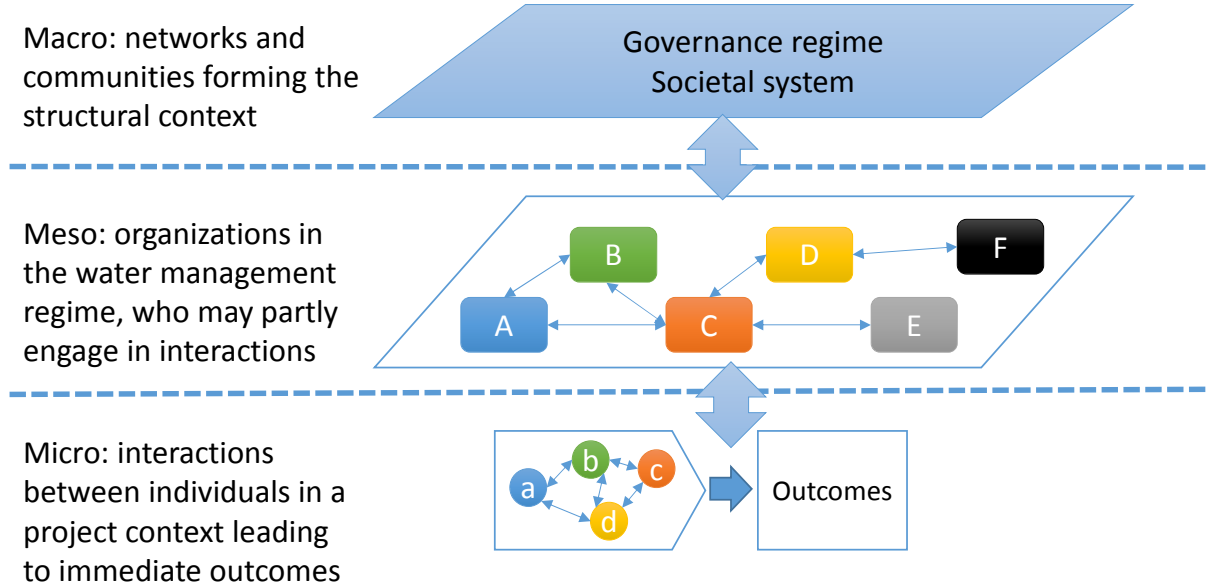 Macro: networks and
communities forming the
structural context
Governance regime
Societal system
Meso: organizations in
the water management
regime, who may partly
engage in interactions
B
D
F
A
C
E
Micro: interactions
between individuals in a
project context leading
to immediate outcomes
b
c
a
d
Outcomes